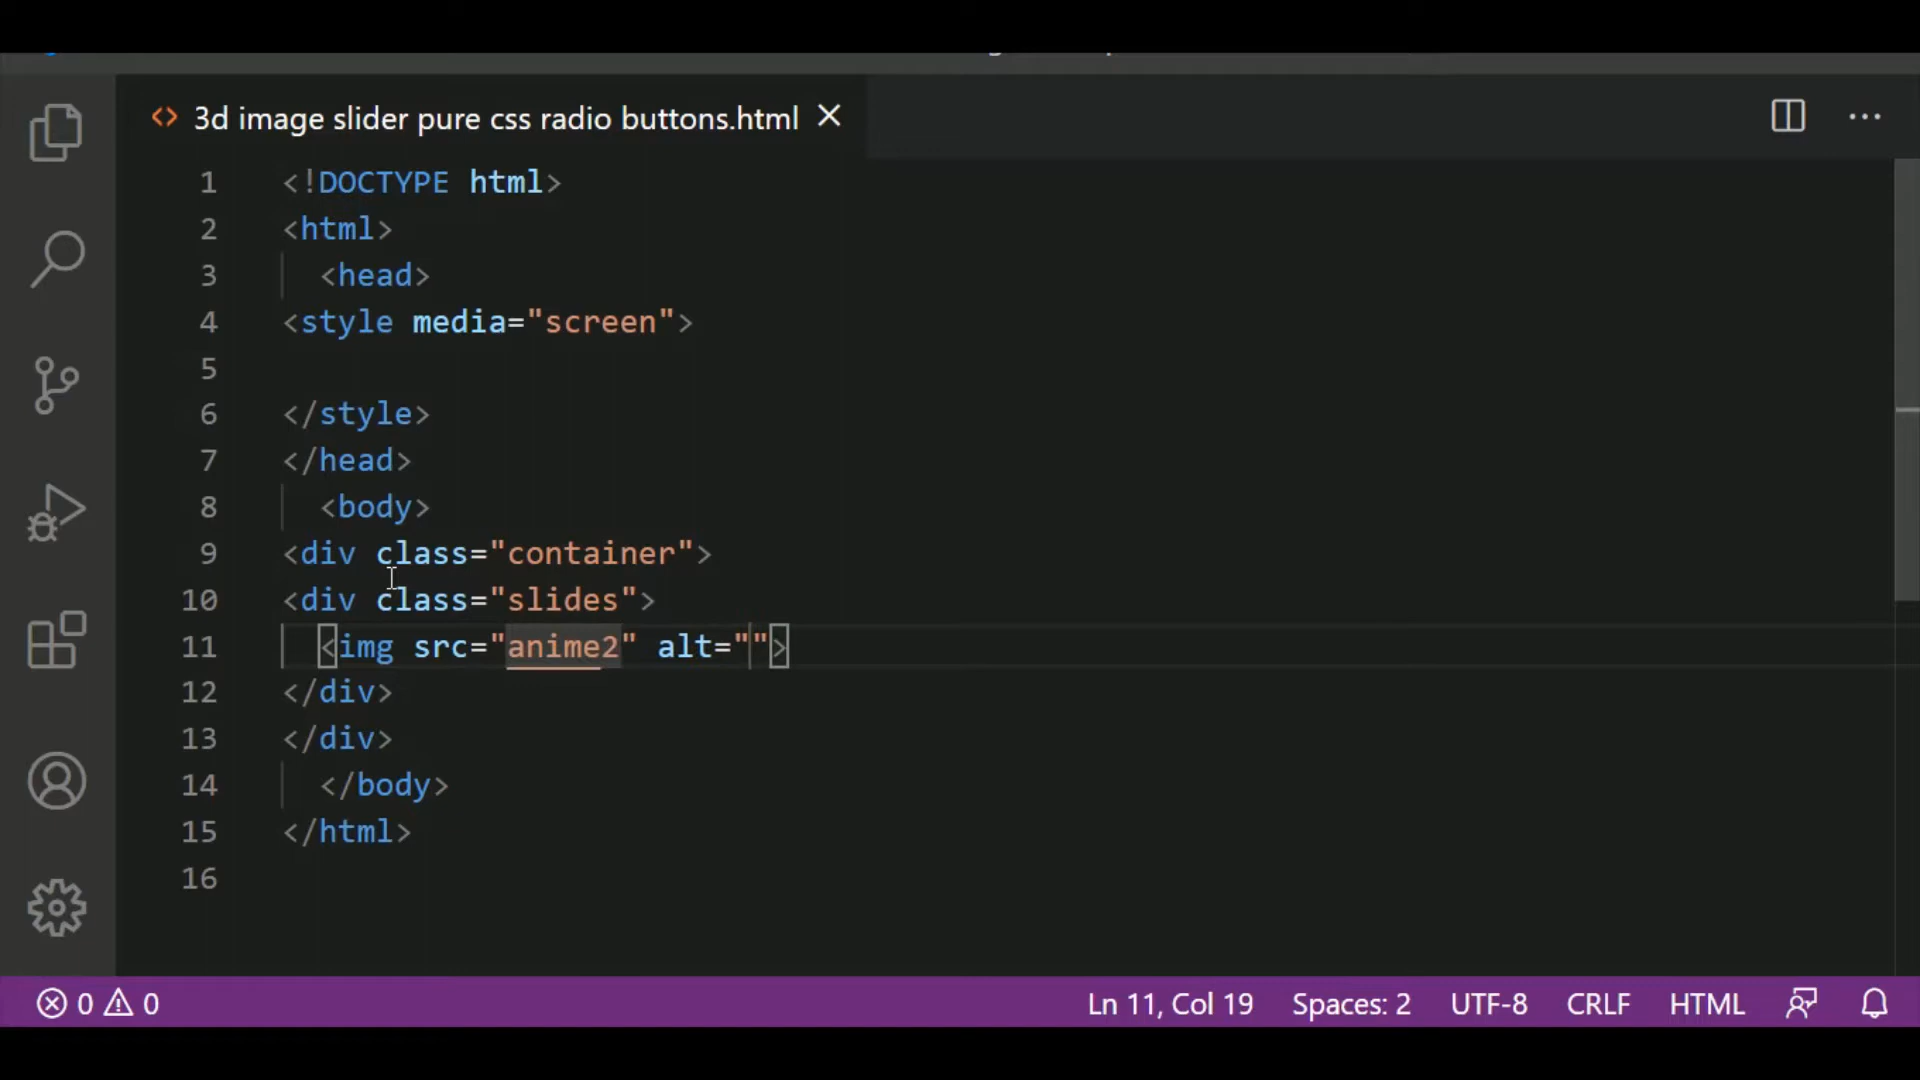 3d image slider pure css radio buttons.html
1 <!DOCTYPE html>
2 <html>
3 <head>
4 <style media="screen">
5
6 </style>
7 </head>
8 <body>
9 <div class="container">
10 <div class="slides">
11 <img src="anime2" alt="">
12 </div>
13 </div>
14 </body>
15 </html>
16
0 0 Ln 11, Col 19 Spaces: 2 UTF-8 CRLF HTML